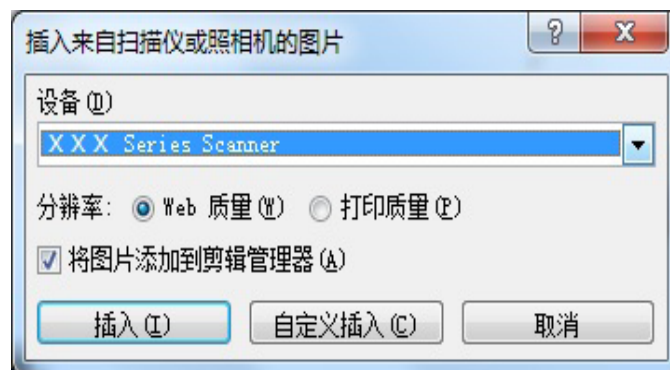 插入来自扫描仪或照相机的图片
设备(D)
XXX Series Scanner
分辨率: Web 质量(W) 打印质量(P)
将图片添加到剪辑管理器(A)
插入(I) 自定义插入(C) 取消